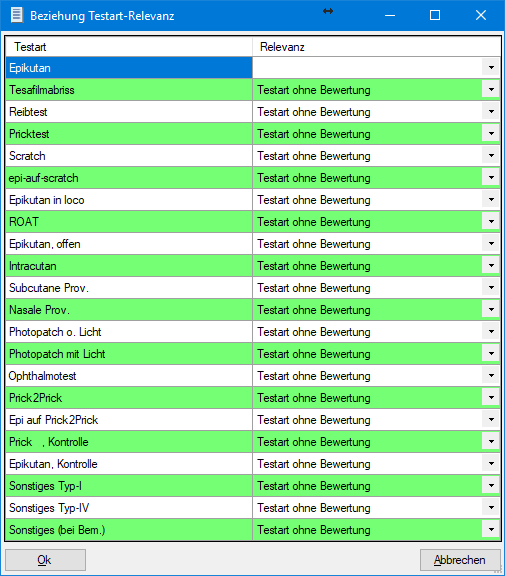 Beziehung Testart-Relevanz
Testart Relevanz
Epikutan
Tesafilmabriss Testart ohne Bewertung
Reibtest Testart ohne Bewertung
Pricktest Testart ohne Bewertung
Scratch Testart ohne Bewertung
epi-auf-scratch Testart ohne Bewertung
Epikutan in loco Testart ohne Bewertung
ROAT Testart ohne Bewertung
Epikutan, offen Testart ohne Bewertung
Intracutan Testart ohne Bewertung
Subcutane Prov. Testart ohne Bewertung
Nasale Prov. Testart ohne Bewertung
Photopatch o. Licht Testart ohne Bewertung
Photopatch mit Licht Testart ohne Bewertung
Ophthalmotest Testart ohne Bewertung
Prick2Prick Testart ohne Bewertung
Epi auf Prick2Prick Testart ohne Bewertung
Prick , Kontrolle Testart ohne Bewertung
Epikutan, Kontrolle Testart ohne Bewertung
Sonstiges Typ-I Testart ohne Bewertung
Sonstiges Typ-IV Testart ohne Bewertung
Sonstiges (bei Bem.) Testart ohne Bewertung
Ok Abbrechen